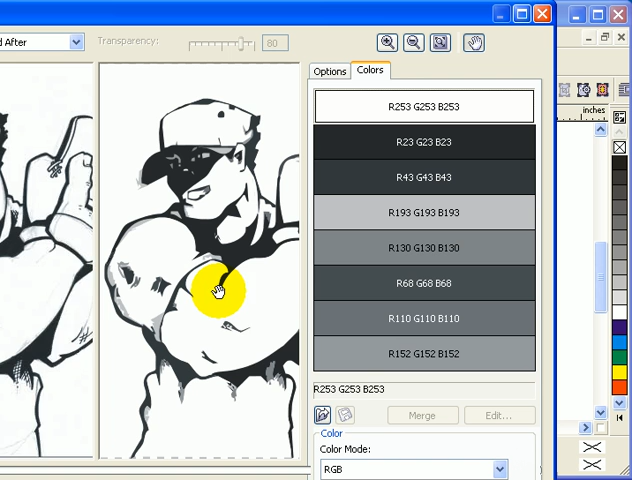 d After
Transparency:
80
Options
Colors
inches
R253 G253 B253
R23 G23 B23
R43 G43 B43
R193 G193 B193
R130 G130 B130
R68 G68 B68
R110 G110 B110
R152 G152 B152
R253 G253 B253
Merge
Edit...
Color
Color Mode:
RGB